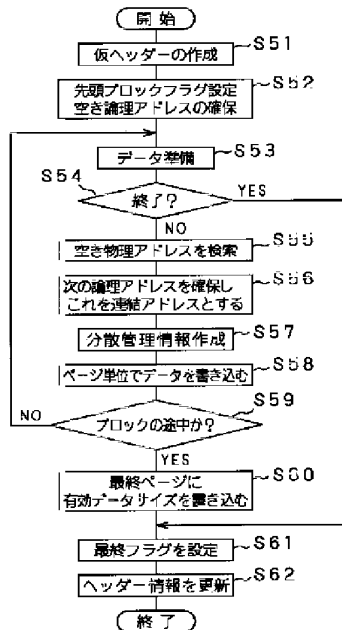 開始
仮ヘッダーの作成
S51
先頭ブロックフラグ設定
空き論理アドレスの確保
S52
データ準備
S53
S54
終了?
YES
NO
空き物理アドレスを検索
S55
次の論理アドレスを確保し
これを連結アドレスとする
S56
分散管理情報作成
S57
ページ単位でデータを書き込む
S58
S59
NO
ブロックの途中か?
YES
最終ページに
有効データサイズを書き込む
S60
最終フラグを設定
S61
ヘッダー情報を更新
S62
終了